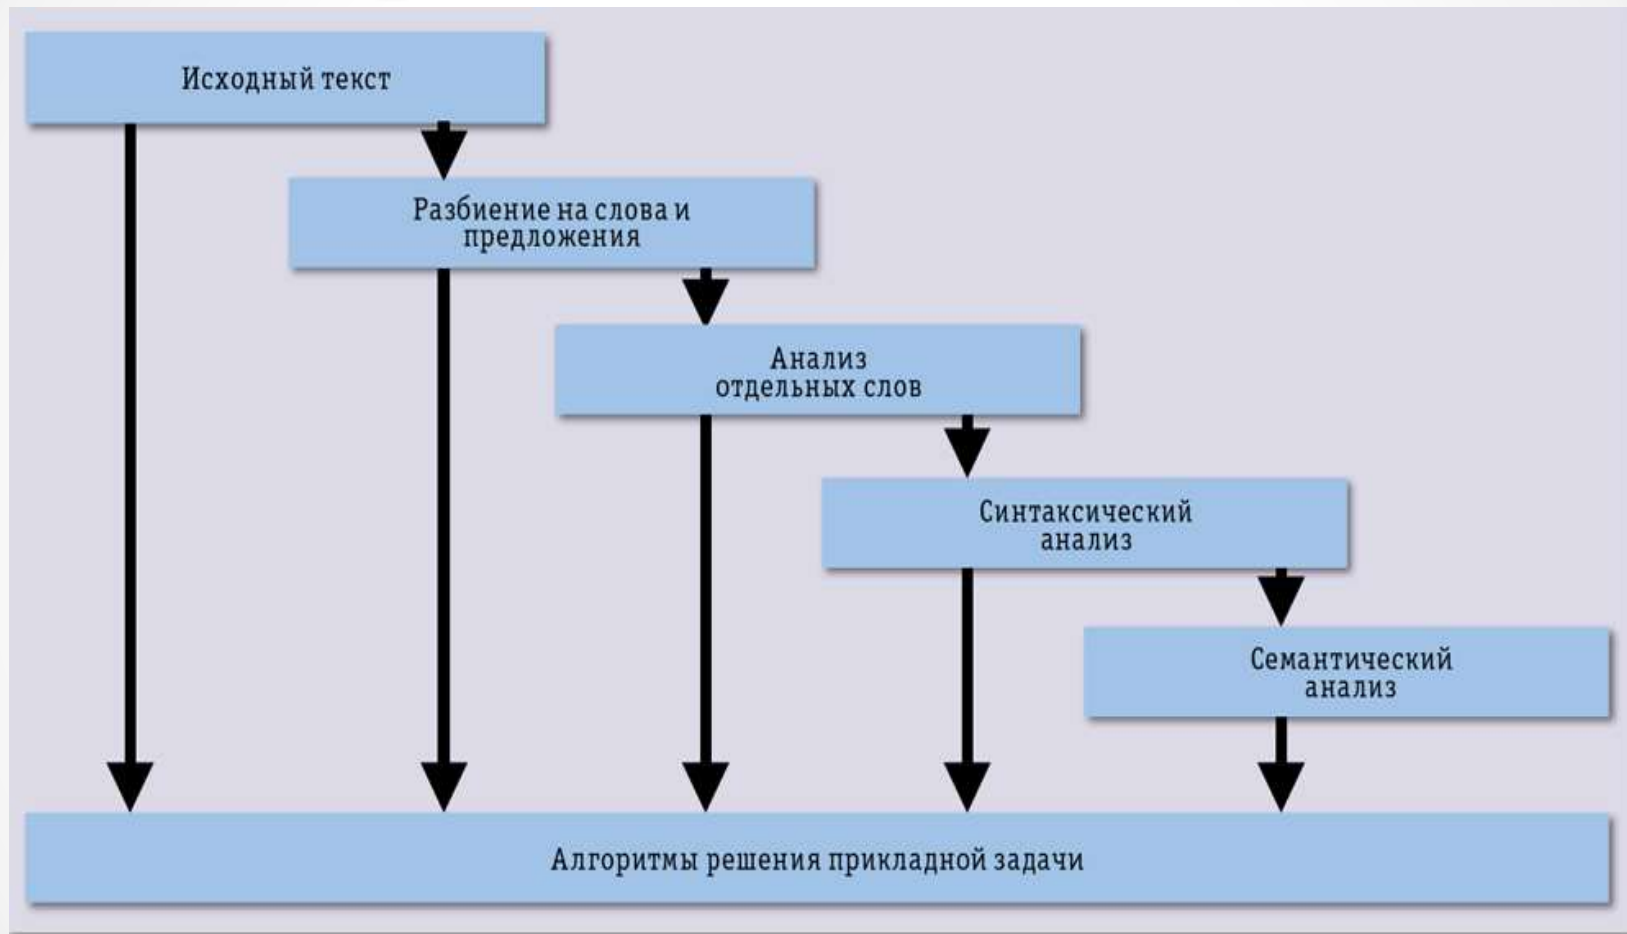 Исходный текст
Разбиение на слова и
предложения
Анализ
отдельных слов
Синтаксический
анализ
Семантический
анализ
Алгоритмы решения прикладной задачи